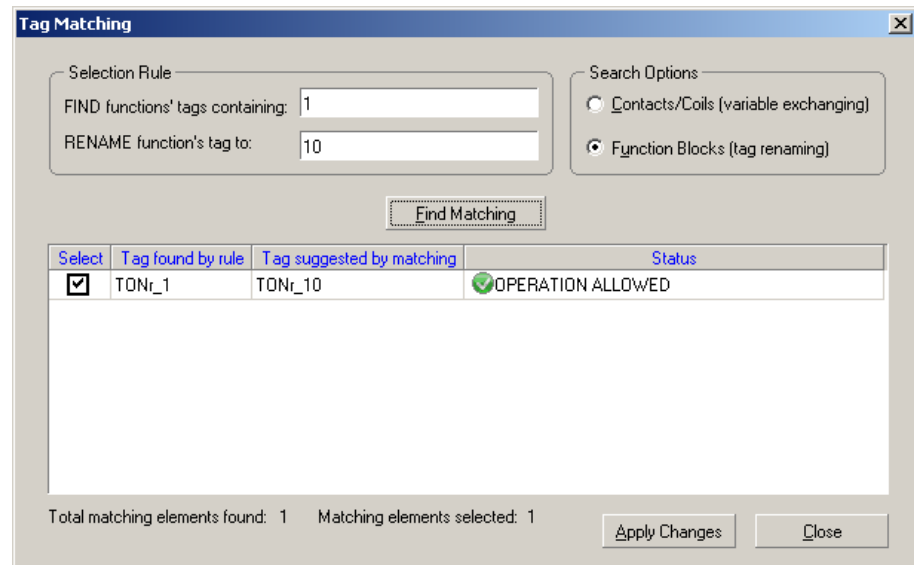 Tag Matching
Selection Rule
FIND functions' tags containing: 1
RENAME function's tag to: 10
Search Options
Contacts/Coils (variable exchanging)
Function Blocks (tag renaming)
Find Matching
Select Tag found by rule Tag suggested by matching Status
TONr_1 TONr_10 OPERATION ALLOWED
Total matching elements found: 1 Matching elements selected: 1
Apply Changes Close